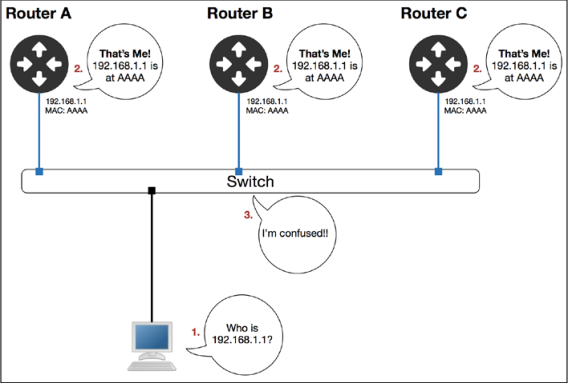 Router A
Router B
Router C
2.
That's Me!
192.168.1.1 is
at AAAA
2.
That's Me!
192.168.1.1 is
at AAAA
2.
That's Me!
192.168.1.1 is
at AAAA
192.168.1.1
MAC: AAAA
192.168.1.1
MAC: AAAA
192.168.1.1
MAC: AAAA
Switch
3.
I'm confused!!
1.
Who is
192.168.1.1?